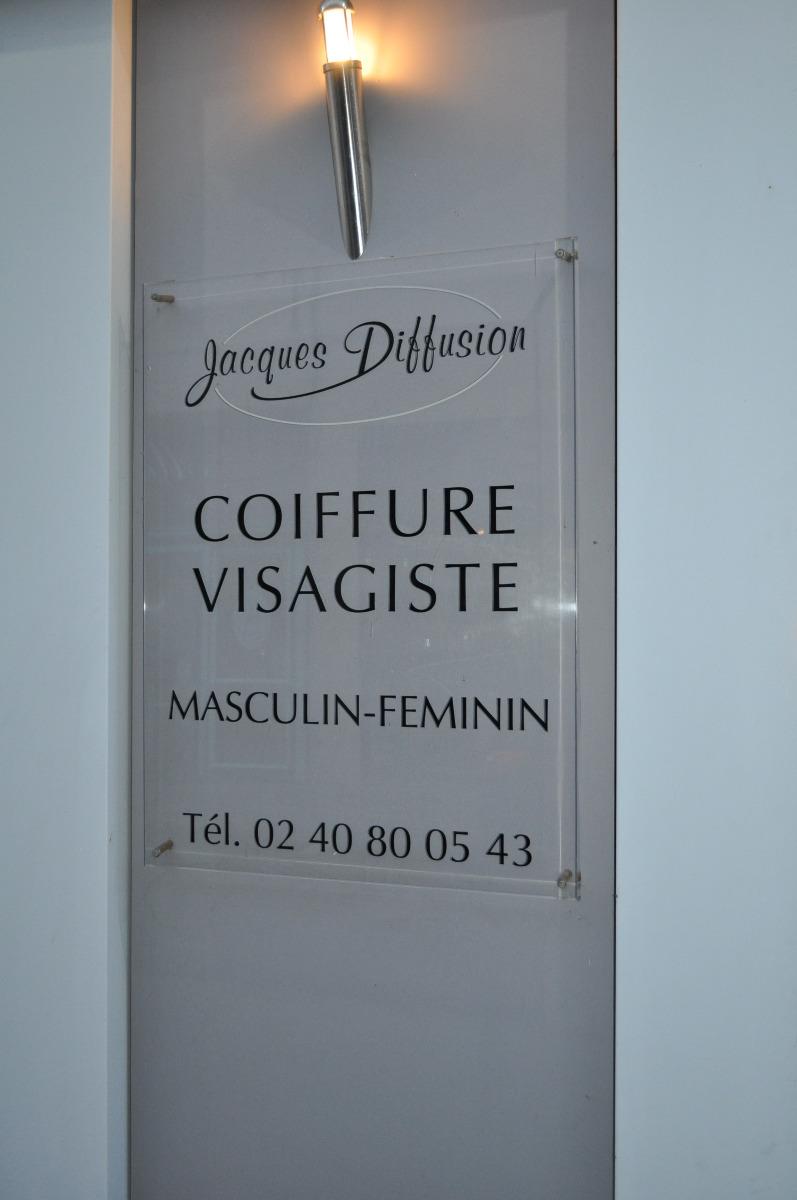 Jacques Diffusion
COIFFURE
VISAGISTE
MASCULIN-FEMININ
Tél. 02 40 80 05 43